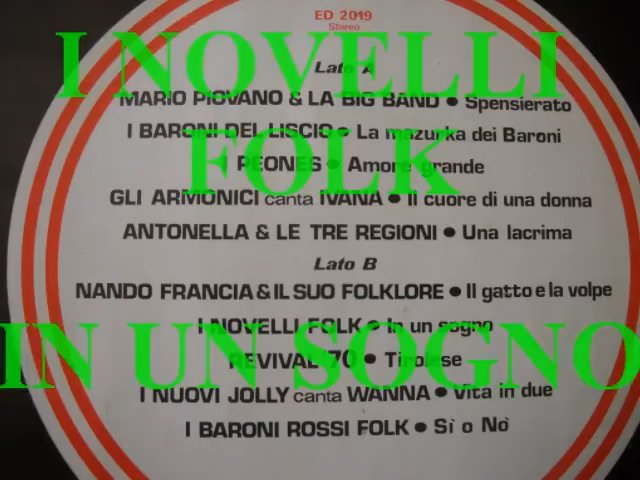 ED 2019
Stereo
I NOVELLI
Lato A
MARIO PIOVANO & LA BIG BAND • Spensierato
I BARONI DEL LISCIO • La mazurka dei Baroni
FOLK
I PEONES • Amore grande
GLI ARMONICI canta IVANA • Il cuore di una donna
ANTONELLA & LE TRE REGIONI • Una lacrima
Lato B
NANDO FRANCIA & IL SUO FOLKLORE • Il gatto e la volpe
I NOVELLI FOLK • In un sogno
IN UN SOGNO
REVIVAL '70 • Tirolese
I NUOVI JOLLY canta WANNA • Vita in due
I BARONI ROSSI FOLK • Sì o Nò